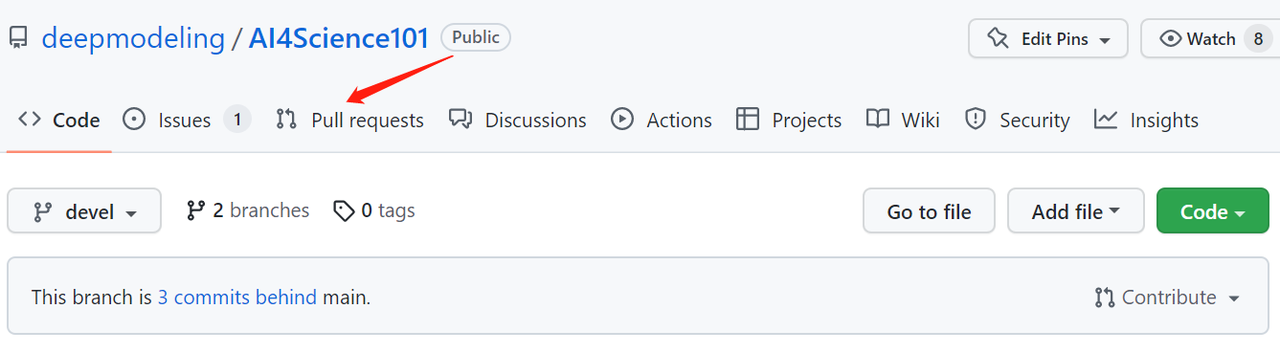 deepmodeling / AI4Science101 Public Edit Pins Watch 8
Code Issues 1 Pull requests Discussions Actions Projects Wiki Security Insights
devel 2 branches 0 tags Go to file Add file Code
This branch is 3 commits behind main. Contribute